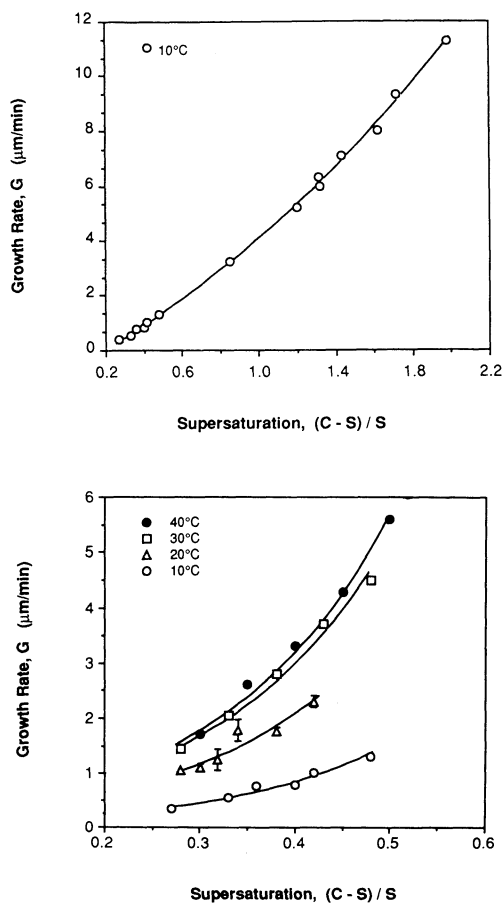 12
10
8
6
4
2
0
Growth Rate, G (μm/min)
10°C
0.2 0.6 1.0 1.4 1.8 2.2
Supersaturation, (C - S) / S
6
5
4
3
2
1
0
Growth Rate, G (μm/min)
40°C
30°C
20°C
10°C
0.2 0.3 0.4 0.5 0.6
Supersaturation, (C - S) / S